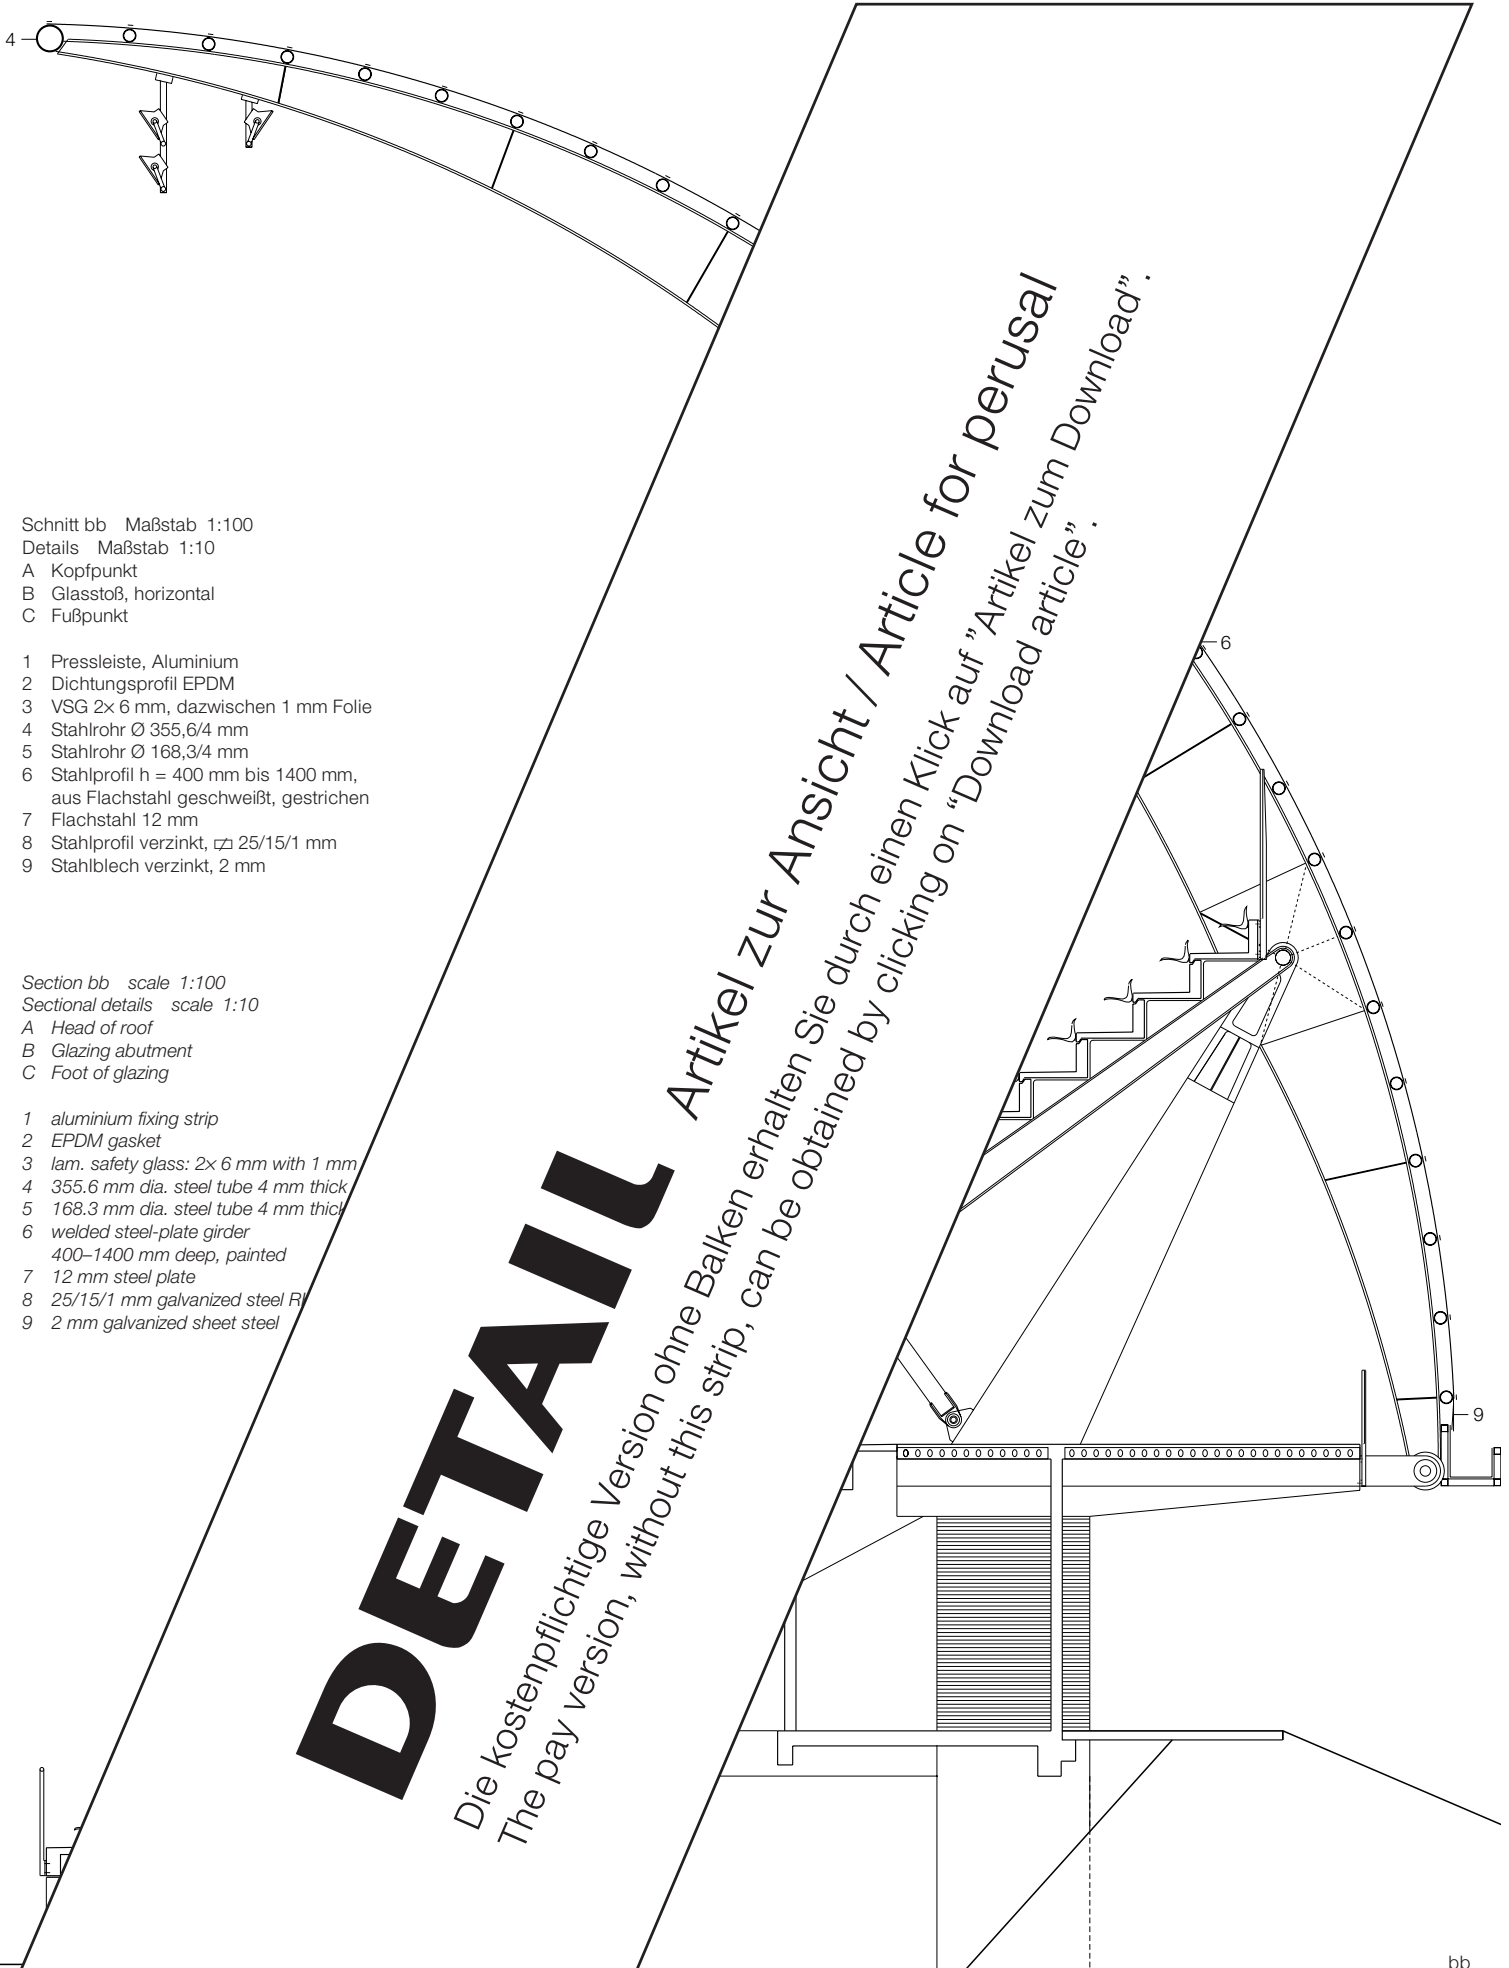 4
Schnitt bb Maßstab 1:100
Details Maßstab 1:10
A Kopfpunkt
B Glasstoß, horizontal
C Fußpunkt
1 Pressleiste, Aluminium
2 Dichtungsprofil EPDM
3 VSG 2× 6 mm, dazwischen 1 mm Folie
4 Stahlrohr Ø 355,6/4 mm
5 Stahlrohr Ø 168,3/4 mm
6 Stahlprofil h = 400 mm bis 1400 mm,
aus Flachstahl geschweißt, gestrichen
7 Flachstahl 12 mm
8 Stahlprofil verzinkt, 25/15/1 mm
9 Stahlblech verzinkt, 2 mm
Section bb scale 1:100
Sectional details scale 1:10
A Head of roof
B Glazing abutment
C Foot of glazing
1 aluminium fixing strip
2 EPDM gasket
3 lam. safety glass: 2× 6 mm with 1 mm
4 355.6 mm dia. steel tube 4 mm thick
5 168.3 mm dia. steel tube 4 mm thick
6 welded steel-plate girder
400–1400 mm deep, painted
7 12 mm steel plate
8 25/15/1 mm galvanized steel
9 2 mm galvanized sheet steel
DETAIL Artikel zur Ansicht / Article for perusal
Die kostenpflichtige Version ohne Balken erhalten Sie durch einen Klick auf ”Artikel zum Download”.
The pay version, without this strip, can be obtained by clicking on “Download article”.
6
9
bb